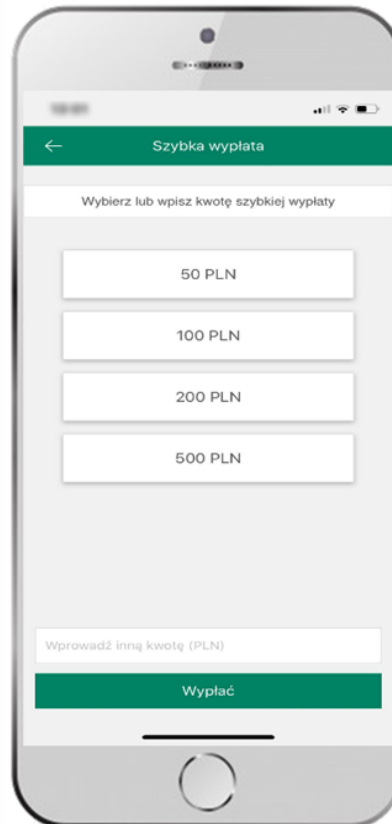 Szybka wypłata
Wybierz lub wpisz kwotę szybkiej wypłaty
50 PLN
100 PLN
200 PLN
500 PLN
Wprowadź inną kwotę (PLN)
Wypłać